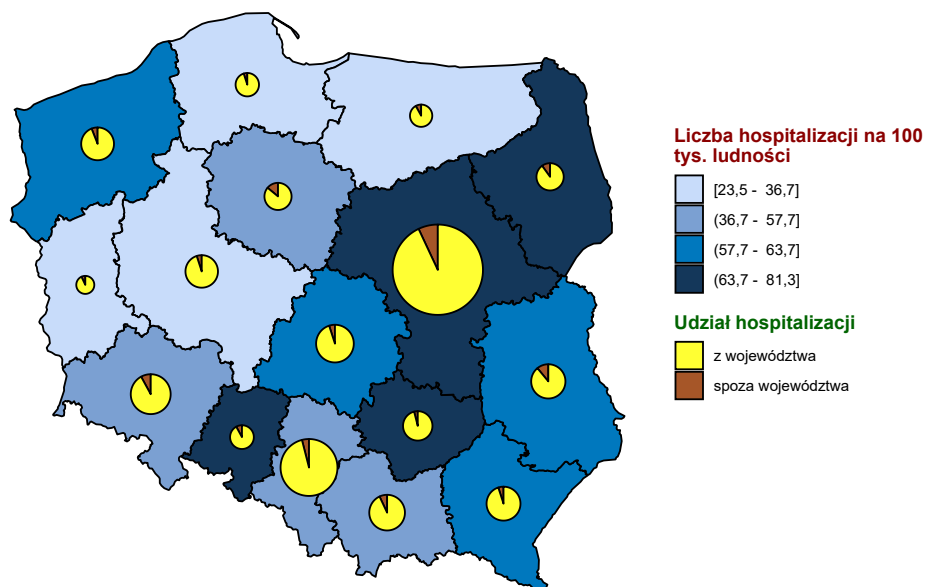 Liczba hospitalizacji na 100
tys. ludności
[23,5 - 36,7]
(36,7 - 57,7]
(57,7 - 63,7]
(63,7 - 81,3]
Udział hospitalizacji
z województwa
spoza województwa